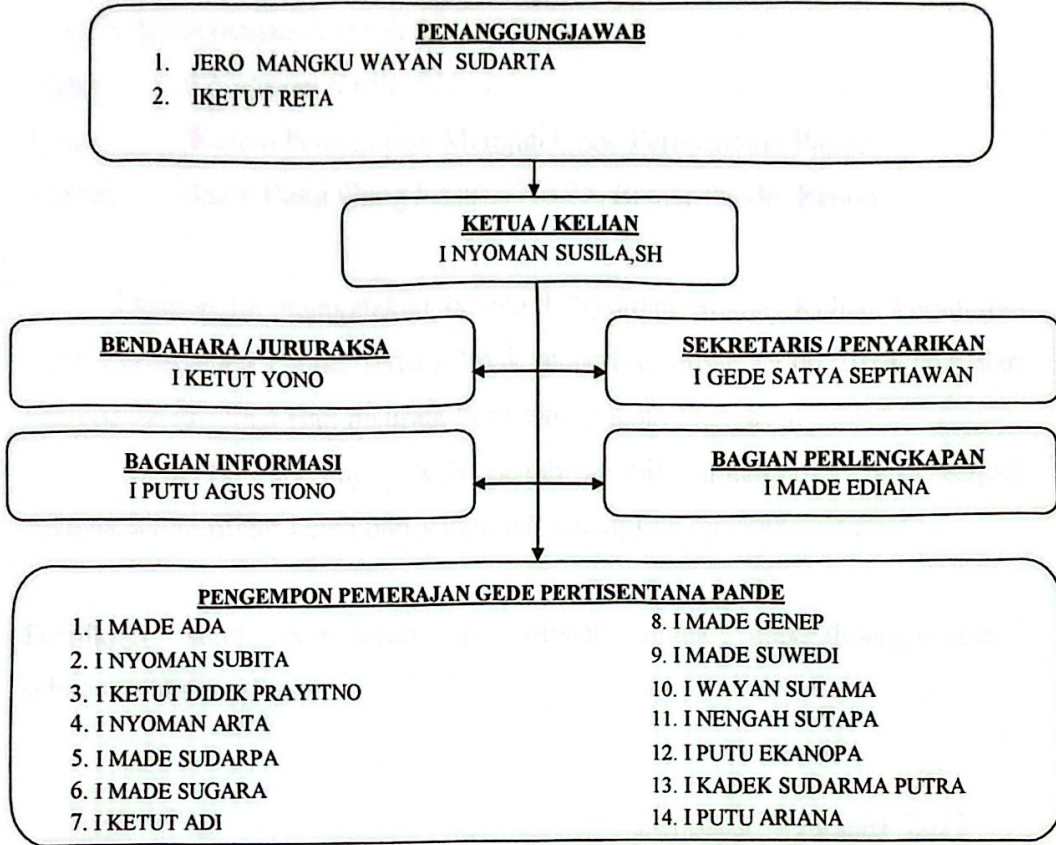 PENANGGUNGJAWAB
1. JERO MANGKU WAYAN SUDARTA
2. IKETUT RETA
KETUA / KELIAN
I NYOMAN SUSILA,SH
BENDAHARA / JURURAKSA
I KETUT YONO
SEKRETARIS / PENYARIKAN
I GEDE SATYA SEPTIAWAN
BAGIAN INFORMASI
I PUTU AGUS TIONO
BAGIAN PERLENGKAPAN
I MADE EDIANA
PENGEMPON PEMERAJAN GEDE PERTISENTANA PANDE
1. I MADE ADA
2. I NYOMAN SUBITA
3. I KETUT DIDIK PRAYITNO
4. I NYOMAN ARTA
5. I MADE SUDARPA
6. I MADE SUGARA
7. I KETUT ADI
8. I MADE GENEP
9. I MADE SUWEDI
10. I WAYAN SUTAMA
11. I NENGAH SUTAPA
12. I PUTU EKANOPA
13. I KADEK SUDARMA PUTRA
14. I PUTU ARIANA